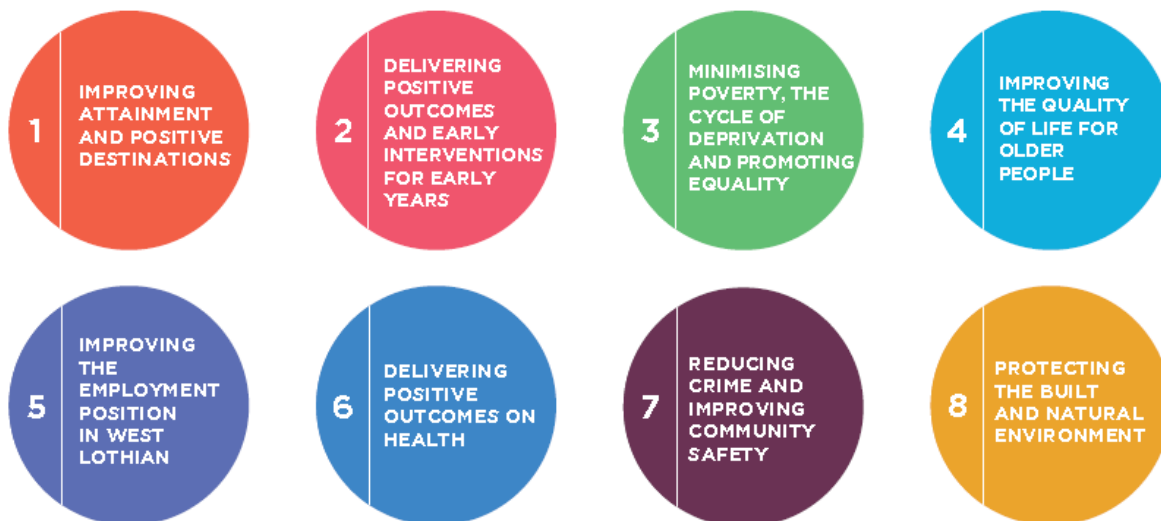 1
IMPROVING
ATTAINMENT
AND POSITIVE
DESTINATIONS
2
DELIVERING
POSITIVE
OUTCOMES
AND EARLY
INTERVENTIONS
FOR EARLY
YEARS
3
MINIMISING
POVERTY, THE
CYCLE OF
DEPRIVATION
AND PROMOTING
EQUALITY
4
IMPROVING
THE QUALITY
OF LIFE FOR
OLDER
PEOPLE
5
IMPROVING
THE
EMPLOYMENT
POSITION
IN WEST
LOTHIAN
6
DELIVERING
POSITIVE
OUTCOMES ON
HEALTH
7
REDUCING
CRIME AND
IMPROVING
COMMUNITY
SAFETY
8
PROTECTING
THE BUILT
AND NATURAL
ENVIRONMENT